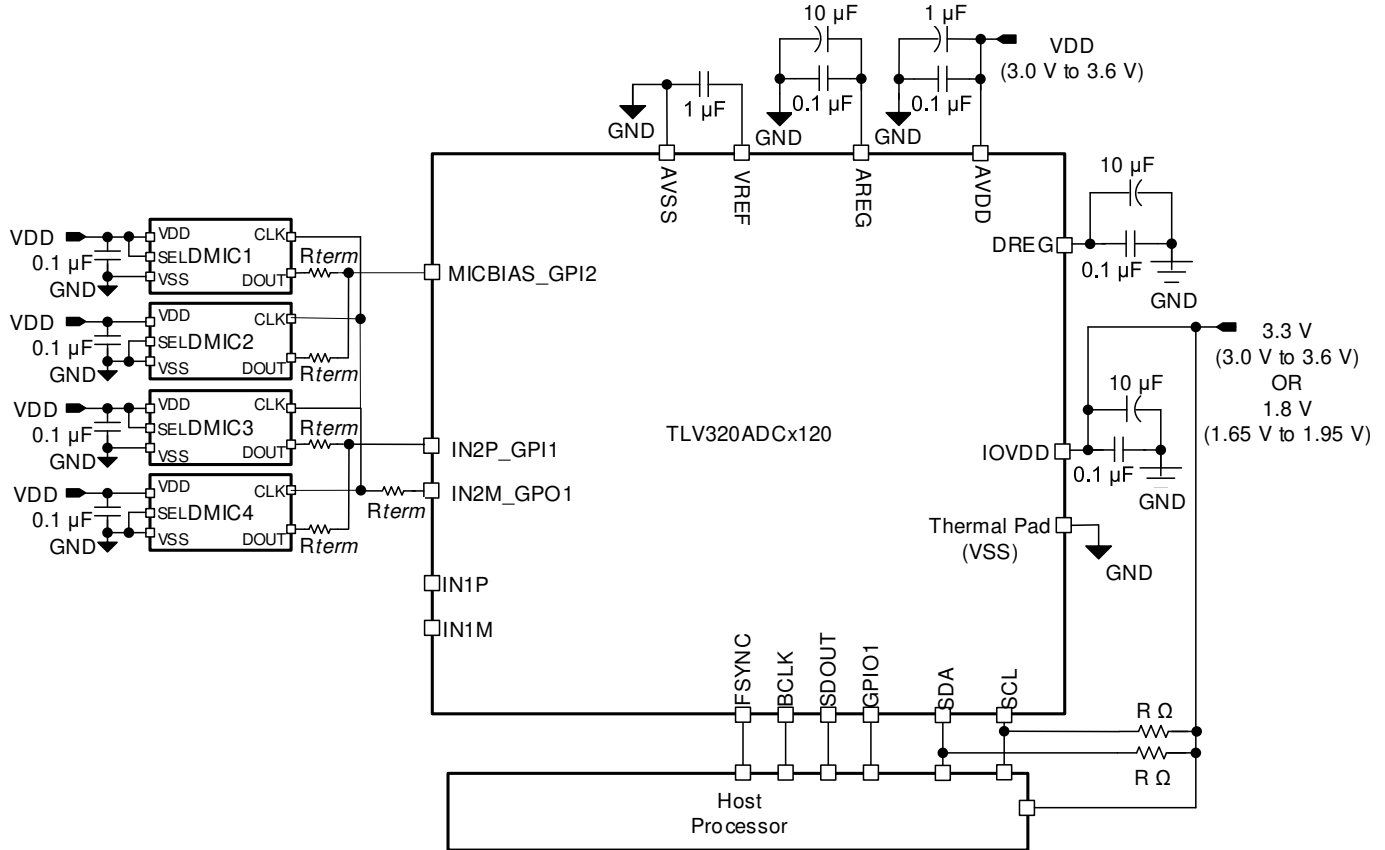 10 µF
1 µF
VDD
(3.0 V to 3.6 V)
1 µF
0.1 µF
0.1 µF
GND
GND
GND
AVSS
VREF
AREG
AVDD
10 µF
DREG
0.1 µF
GND
VDD
0.1 µF
GND
VDD
SEL
VSS
DMIC1
CLK
DOUT
Rterm
MICBIAS_GPI2
VDD
0.1 µF
GND
VDD
SEL
VSS
DMIC2
CLK
DOUT
Rterm
VDD
0.1 µF
GND
VDD
SEL
VSS
DMIC3
CLK
DOUT
Rterm
IN2P_GPI1
VDD
0.1 µF
GND
VDD
SEL
VSS
DMIC4
CLK
DOUT
Rterm
Rterm
IN2M_GPO1
TLV320ADCx120
3.3 V
(3.0 V to 3.6 V)
OR
1.8 V
(1.65 V to 1.95 V)
10 µF
IOVDD
0.1 µF
GND
Thermal Pad
(VSS)
GND
IN1P
IN1M
FSYNC
BCLK
SDOUT
GPIO1
SDA
SCL
R Ω
R Ω
Host
Processor